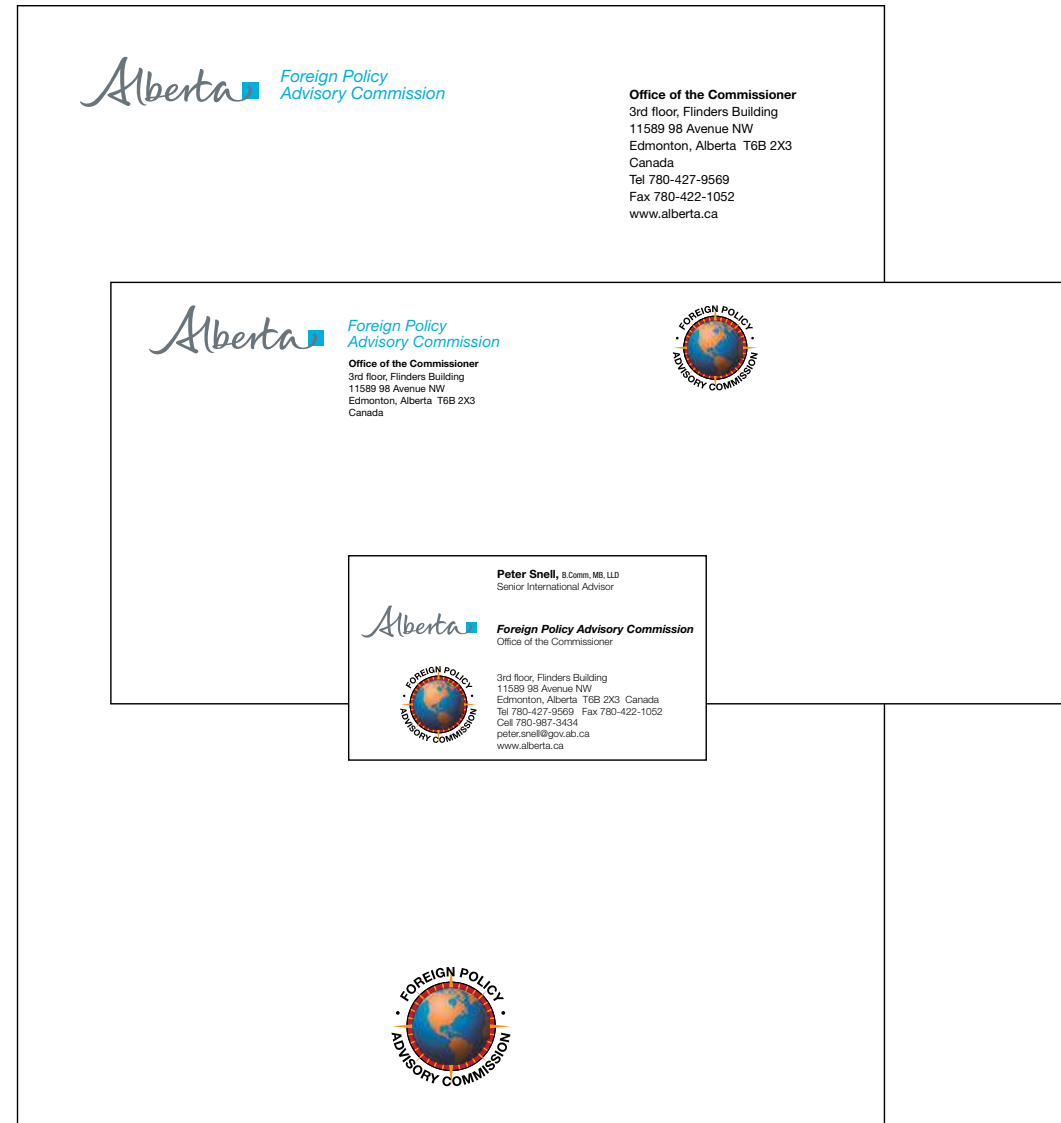 Alberta
Foreign Policy
Advisory Commission
Office of the Commissioner
3rd floor, Flinders Building
11589 98 Avenue NW
Edmonton, Alberta  T6B 2X3
Canada
Tel 780-427-9569
Fax 780-422-1052
www.alberta.ca
Alberta
Foreign Policy
Advisory Commission
Office of the Commissioner
3rd floor, Flinders Building
11589 98 Avenue NW
Edmonton, Alberta  T6B 2X3
Canada
• FOREIGN POLICY •
ADVISORY COMMISSION
Peter Snell, B.Comm, MB, LLD
Senior International Advisor
Alberta
Foreign Policy Advisory Commission
Office of the Commissioner
• FOREIGN POLICY •
ADVISORY COMMISSION
3rd floor, Flinders Building
11589 98 Avenue NW
Edmonton, Alberta  T6B 2X3  Canada
Tel 780-427-9569   Fax 780-422-1052
Cell 780-987-3434
peter.snell@gov.ab.ca
www.alberta.ca
• FOREIGN POLICY •
ADVISORY COMMISSION